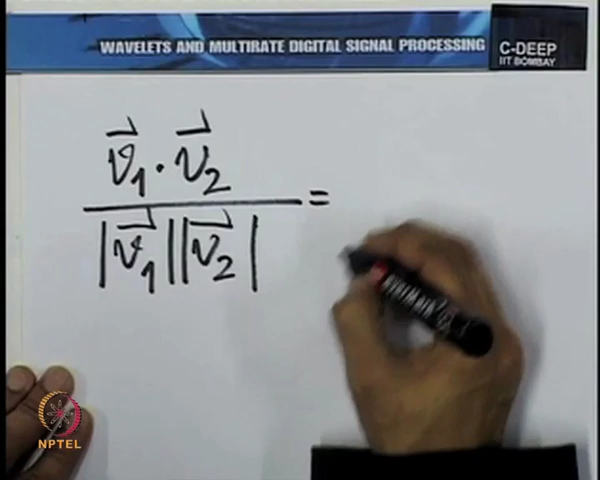 WAVELETS AND MULTIRATE DIGITAL SIGNAL PROCESSING
C-DEEP
IIT BOMBAY
v⃗₁ · v⃗₂
|v⃗₁||v⃗₂| =
NPTEL